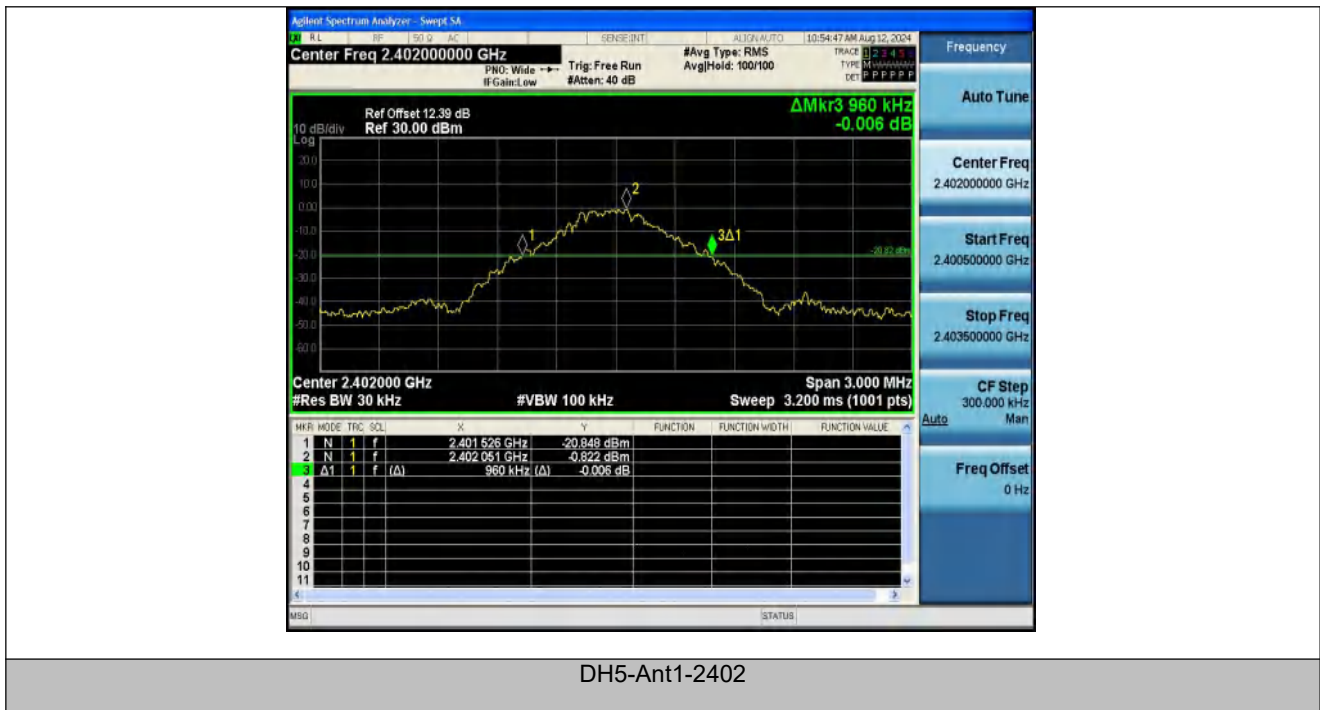 Agilent Spectrum Analyzer - Swept SA
RL RF 50 Ω AC SENSE:INT ALIGN AUTO 10:54:47 AM Aug 12, 2024
Center Freq 2.402000000 GHz
PNO: Wide
IFGain:Low
Trig: Free Run
#Atten: 40 dB
#Avg Type: RMS
Avg|Hold: 100/100
TRACE 1 2 3 4 5
TYPE M
DET P P P P P P
ΔMkr3 960 kHz
-0.006 dB
Ref Offset 12.39 dB
10 dB/div Ref 30.00 dBm
Log
20.0
10.0
0.00
-10.0
-20.0
-30.0
-40.0
-50.0
-60.0
1
2
3Δ1
-20.82 dBm
Center 2.402000 GHz Span 3.000 MHz
#Res BW 30 kHz #VBW 100 kHz Sweep 3.200 ms (1001 pts)
MKR MODE TRC SCL X Y FUNCTION FUNCTION WIDTH FUNCTION VALUE
1 N 1 f 2.401 526 GHz -20.848 dBm
2 N 1 f 2.402 051 GHz -0.822 dBm
3 Δ1 1 f (Δ) 960 kHz (Δ) -0.006 dB
4
5
6
7
8
9
10
11
MSG STATUS
Frequency
Auto Tune
Center Freq
2.402000000 GHz
Start Freq
2.400500000 GHz
Stop Freq
2.403500000 GHz
CF Step
300.000 kHz
Auto Man
Freq Offset
0 Hz
DH5-Ant1-2402